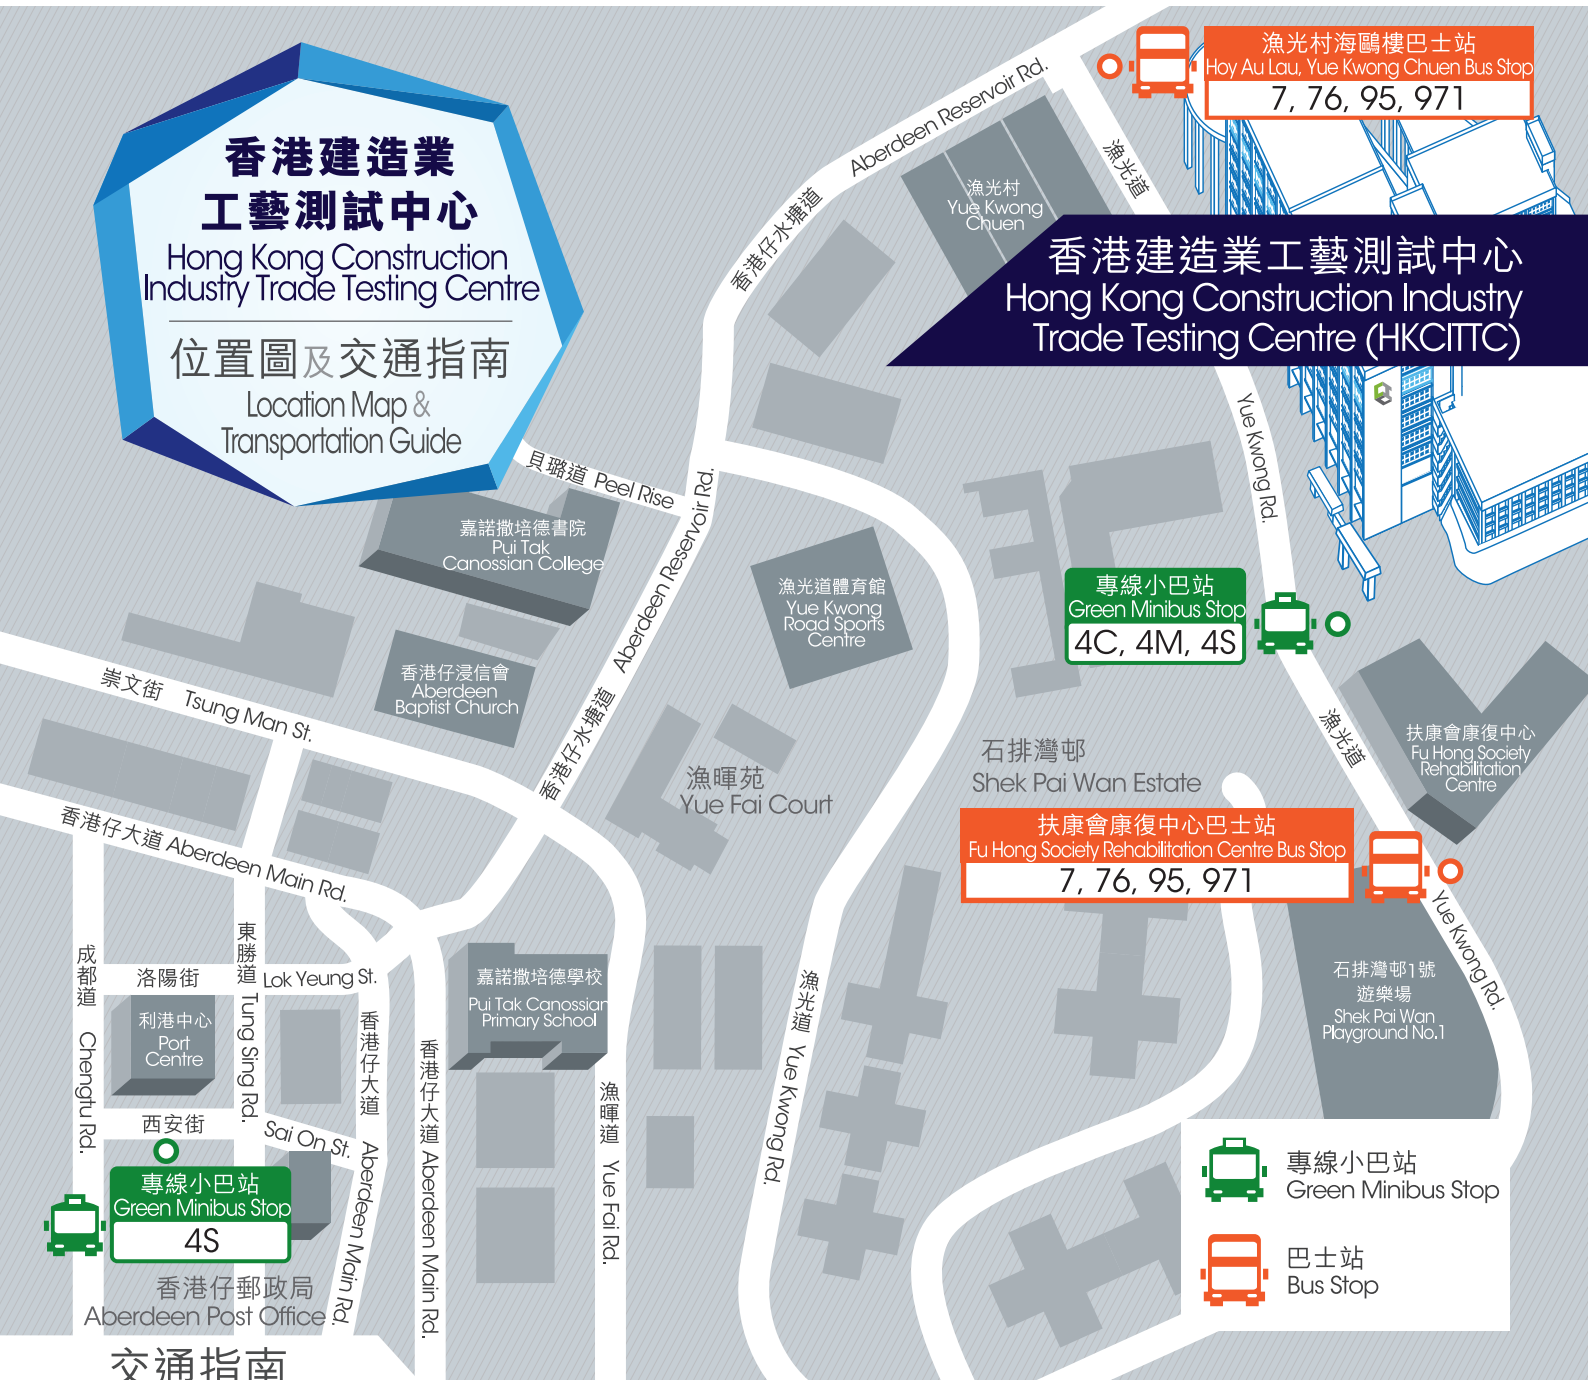 香港建造業
工藝測試中心
Hong Kong Construction
Industry Trade Testing Centre
位置圖及交通指南
Location Map &
Transportation Guide
漁光村海鷗樓巴士站
Hoy Au Lau, Yue Kwong Chuen Bus Stop
7, 76, 95, 971
香港仔水塘道 Aberdeen Reservoir Rd.
漁光道
漁光村
Yue Kwong
Chuen
香港建造業工藝測試中心
Hong Kong Construction Industry
Trade Testing Centre (HKCITTC)
Yue Kwong Rd.
貝璐道 Peel Rise
嘉諾撒培德書院
Pui Tak
Canossian College
香港仔水塘道 Aberdeen Reservoir Rd.
漁光道體育館
Yue Kwong
Road Sports
Centre
專線小巴站
Green Minibus Stop
4C, 4M, 4S
香港仔浸信會
Aberdeen
Baptist Church
崇文街 Tsung Man St.
漁光道
扶康會康復中心
Fu Hong Society
Rehabilitation
Centre
石排灣邨
Shek Pai Wan Estate
漁暉苑
Yue Fai Court
香港仔大道 Aberdeen Main Rd.
扶康會康復中心巴士站
Fu Hong Society Rehabilitation Centre Bus Stop
7, 76, 95, 971
Yue Kwong Rd.
成都道 Chengtu Rd.
洛陽街
東勝道 Tung Sing Rd.
Lok Yeung St.
嘉諾撒培德學校
Pui Tak Canossian
Primary School
石排灣邨1號
遊樂場
Shek Pai Wan
Playground No.1
利港中心
Port
Centre
香港仔大道 Aberdeen Main Rd.
香港仔大道 Aberdeen Main Rd.
漁暉道 Yue Fai Rd.
漁光道 Yue Kwong Rd.
西安街
Sai On St.
專線小巴站
Green Minibus Stop
4S
香港仔郵政局
Aberdeen Post Office
專線小巴站
Green Minibus Stop
巴士站
Bus Stop
交通指南